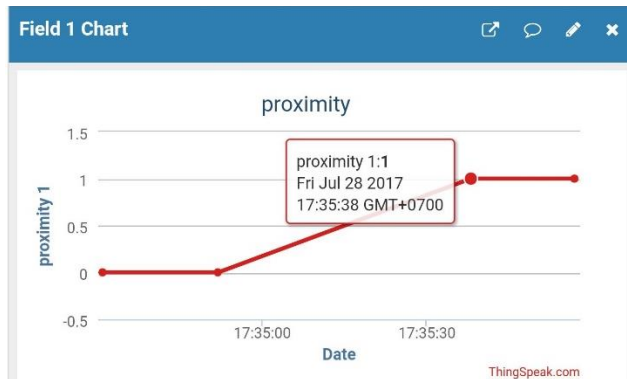 Field 1 Chart
proximity
1.5
1
0.5
0
-0.5
proximity 1
proximity 1:1
Fri Jul 28 2017
17:35:38 GMT+0700
17:35:00
17:35:30
Date
ThingSpeak.com